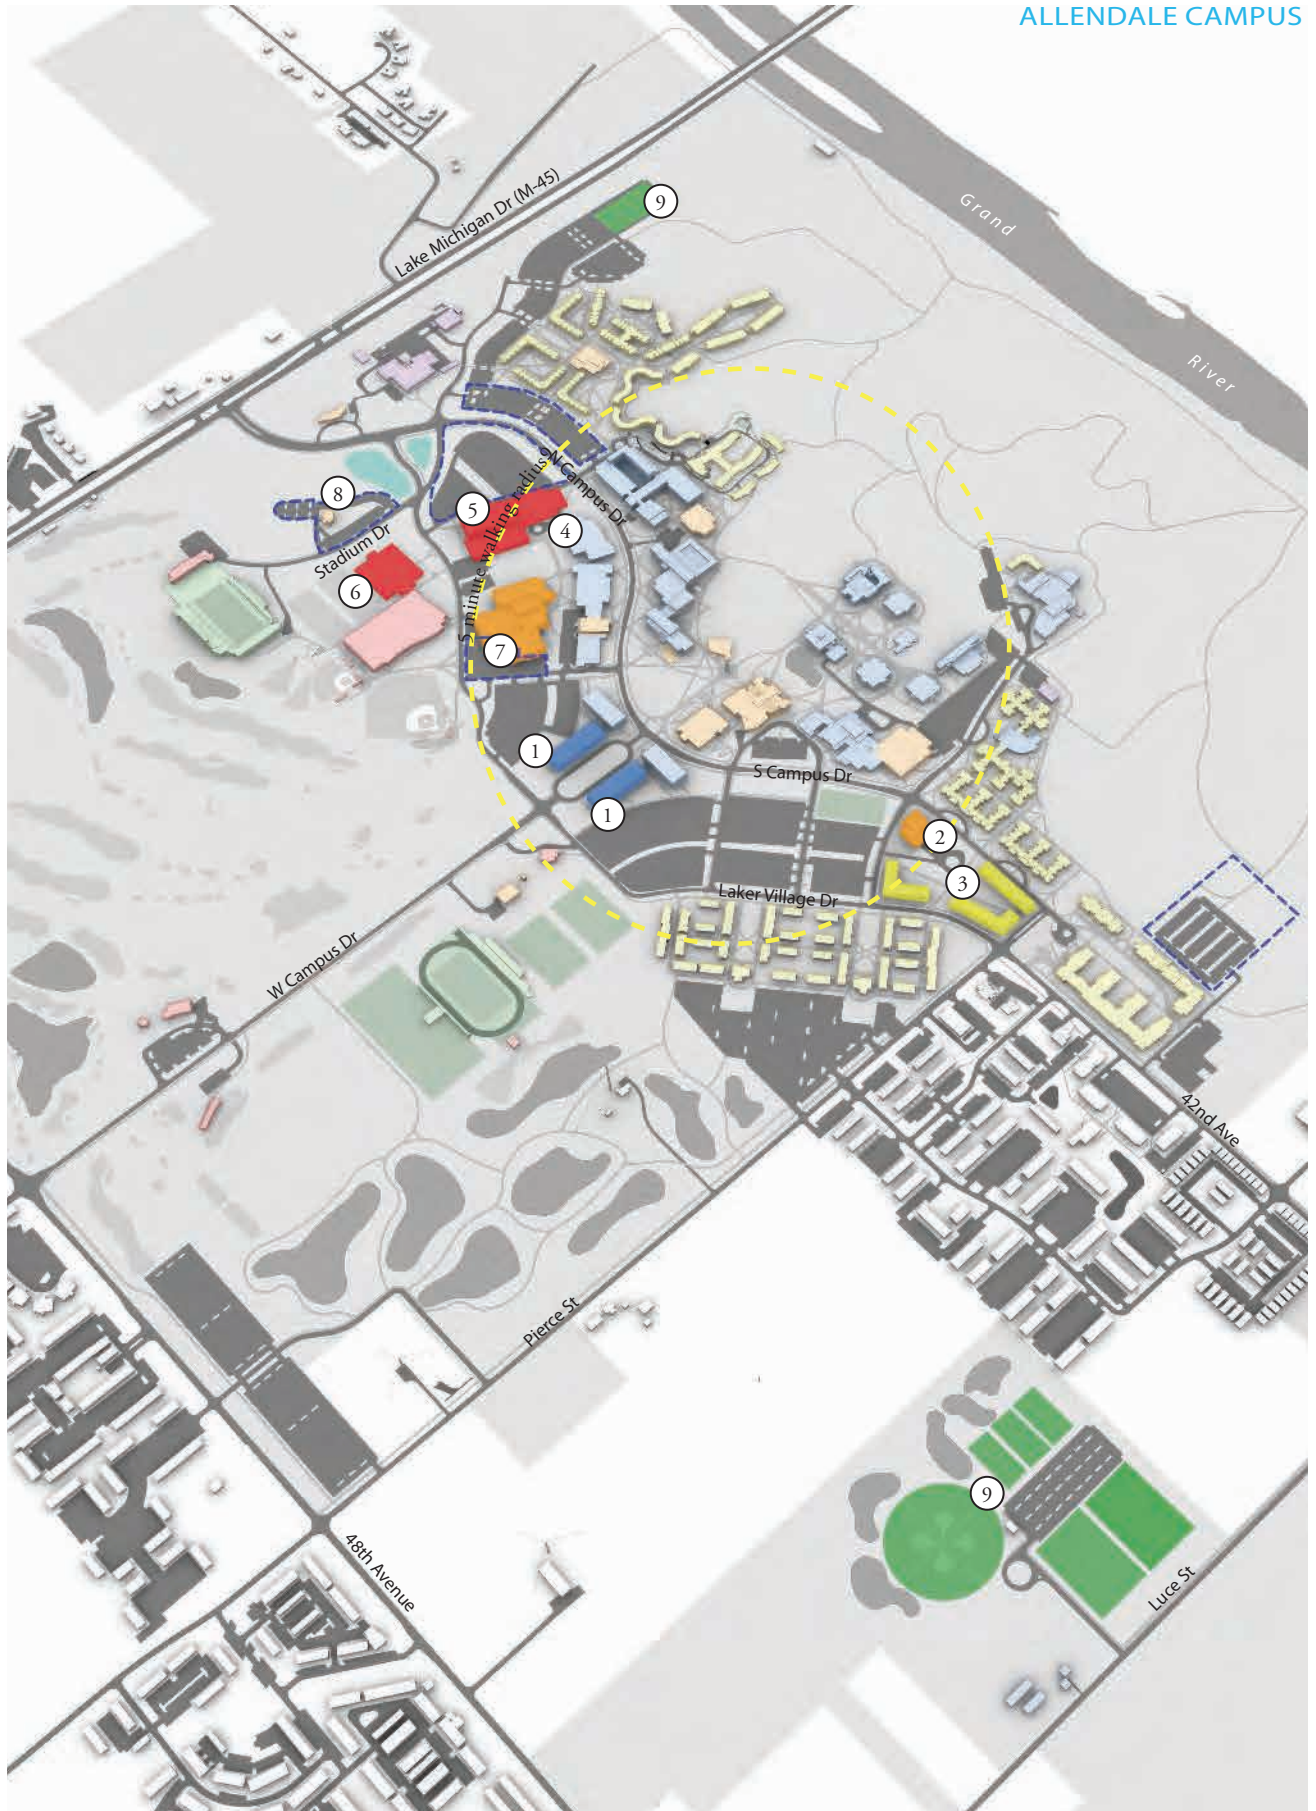 ALLENDALE CAMPUS
Lake Michigan Dr (M-45)
9
Grand
River
N Campus Dr
5 minute walking radius
8
5
4
Stadium Dr
6
7
1
S Campus Dr
1
2
3
Laker Village Dr
W Campus Dr
42nd Ave
Pierce St
9
48th Avenue
Luce St